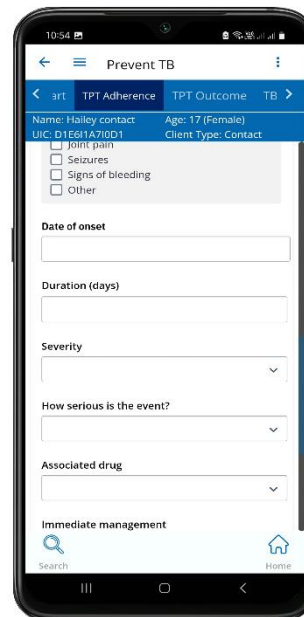 10:54
Prevent TB
art TPT Adherence TPT Outcome TB
Name: Hailey contact Age: 17 (Female)
UIC: D1E6I1A7I0D1 Client Type: Contact
Joint pain
Seizures
Signs of bleeding
Other
Date of onset
Duration (days)
Severity
How serious is the event?
Associated drug
Immediate management
Search Home